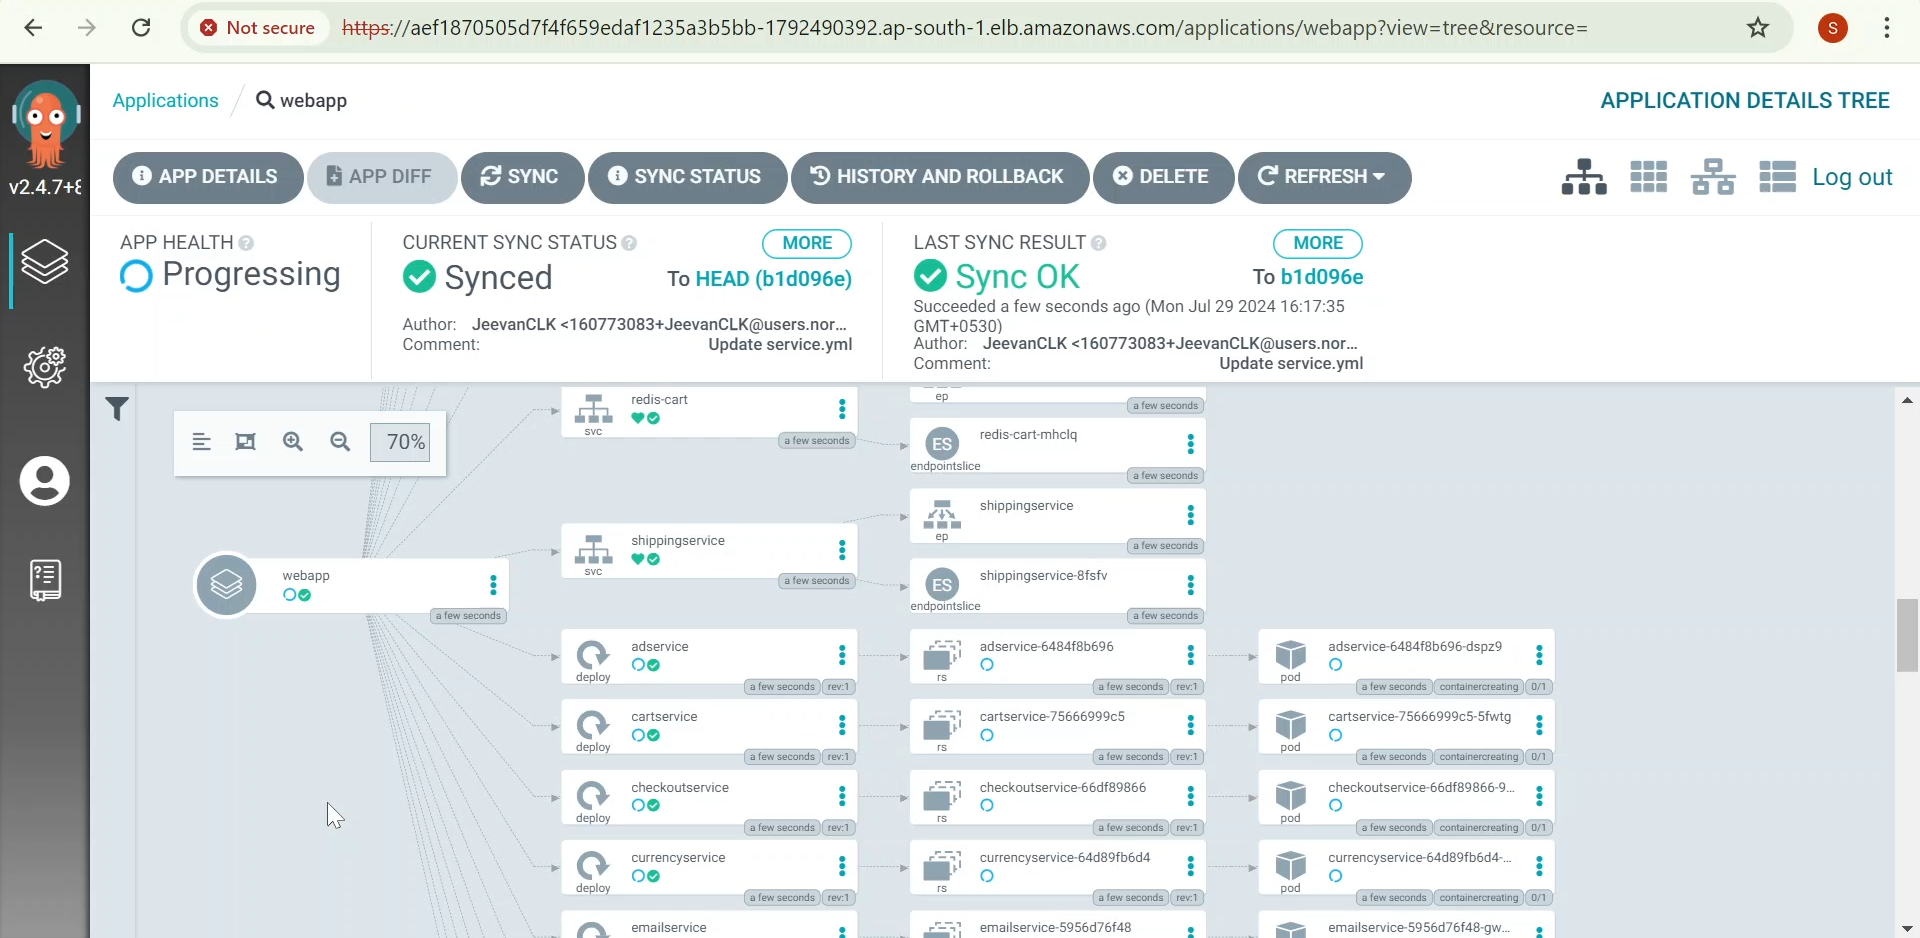 Not secure https://aef1870505d7f4f659edaf1235a3b5bb-1792490392.ap-south-1.elb.amazonaws.com/applications/webapp?view=tree&resource= S
Applications / webapp APPLICATION DETAILS TREE
v2.4.7+8
APP DETAILS APP DIFF SYNC SYNC STATUS HISTORY AND ROLLBACK DELETE REFRESH Log out
APP HEALTH ?
Progressing
CURRENT SYNC STATUS ? MORE
Synced To HEAD (b1d096e)
Author: JeevanCLK <160773083+JeevanCLK@users.nor...
Comment: Update service.yml
LAST SYNC RESULT ? MORE
Sync OK To b1d096e
Succeeded a few seconds ago (Mon Jul 29 2024 16:17:35
GMT+0530)
Author: JeevanCLK <160773083+JeevanCLK@users.nor...
Comment: Update service.yml
70%
webapp
a few seconds
redis-cart
svc
a few seconds
ep
a few seconds
ES redis-cart-mhclq
endpointslice
a few seconds
shippingservice
svc
a few seconds
shippingservice
ep
a few seconds
ES shippingservice-8fsfv
endpointslice
a few seconds
adservice
deploy
a few seconds rev:1
adservice-6484f8b696
rs
a few seconds rev:1
adservice-6484f8b696-dspz9
pod
a few seconds containercreating 0/1
cartservice
deploy
a few seconds rev:1
cartservice-75666999c5
rs
a few seconds rev:1
cartservice-75666999c5-5fwtg
pod
a few seconds containercreating 0/1
checkoutservice
deploy
a few seconds rev:1
checkoutservice-66df89866
rs
a few seconds rev:1
checkoutservice-66df89866-9...
pod
a few seconds containercreating 0/1
currencyservice
deploy
a few seconds rev:1
currencyservice-64d89fb6d4
rs
a few seconds rev:1
currencyservice-64d89fb6d4-...
pod
a few seconds containercreating 0/1
emailservice
emailservice-5956d76f48
emailservice-5956d76f48-gw...